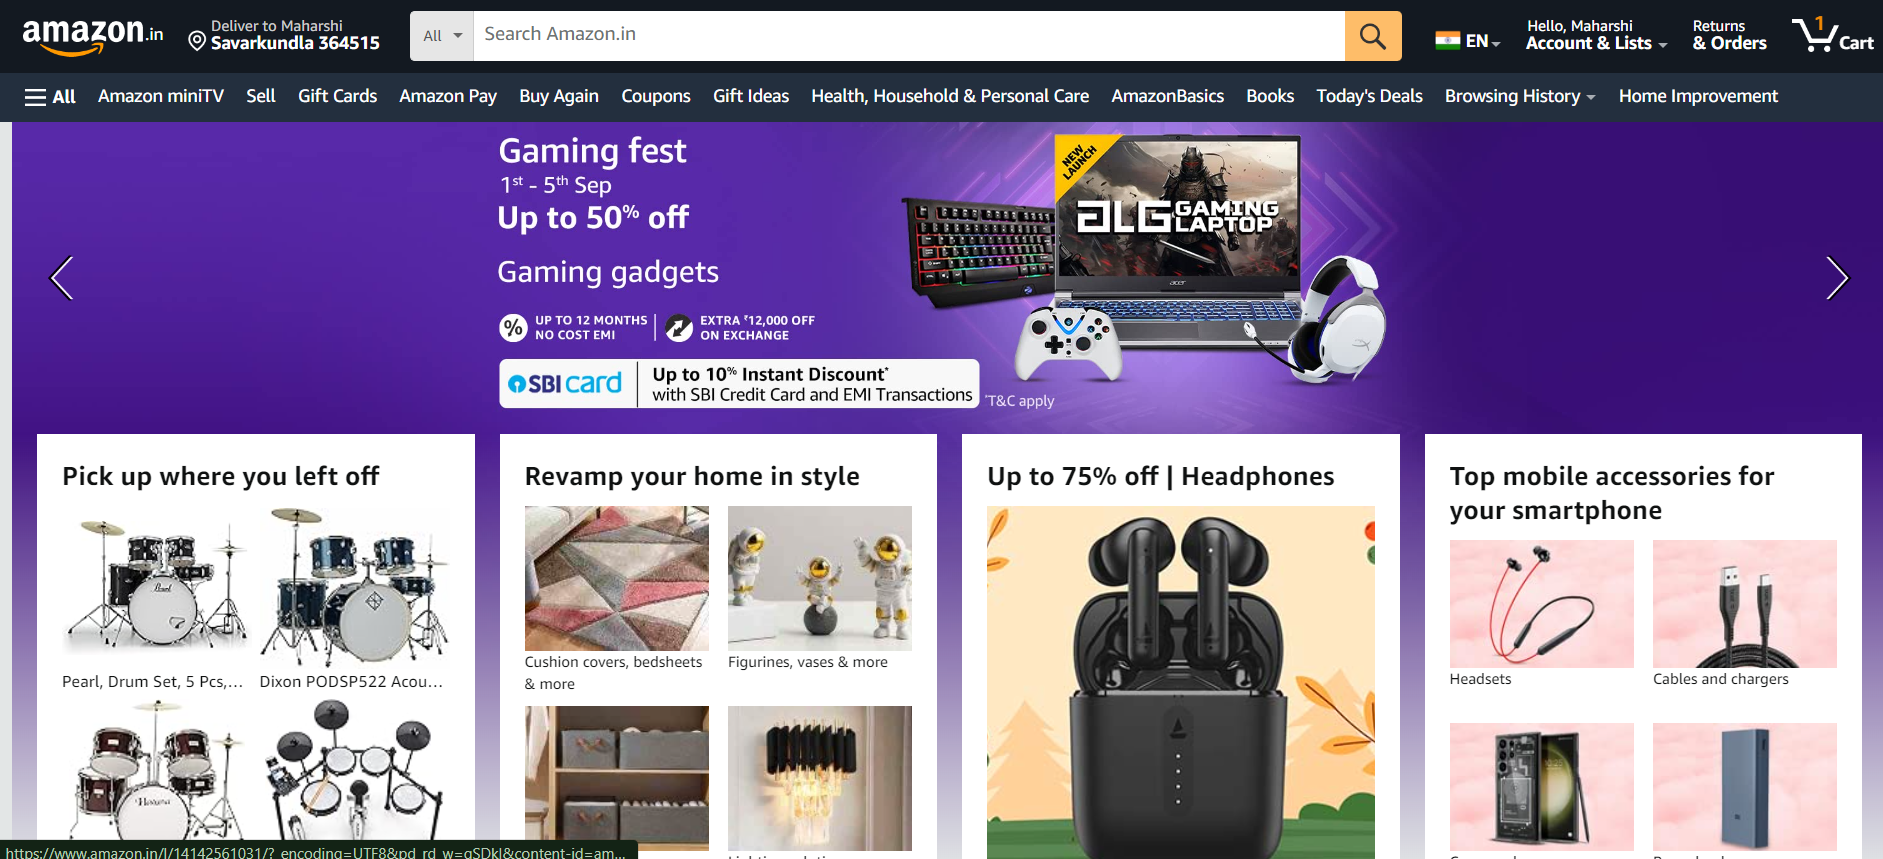 amazon.in
Deliver to Maharshi
Savarkundla 364515
All
Search Amazon.in
EN
Hello, Maharshi
Account & Lists
Returns
& Orders
1
Cart
All
Amazon miniTV
Sell
Gift Cards
Amazon Pay
Buy Again
Coupons
Gift Ideas
Health, Household & Personal Care
AmazonBasics
Books
Today's Deals
Browsing History
Home Improvement
Gaming fest
1st - 5th Sep
Up to 50% off
Gaming gadgets
% UP TO 12 MONTHS
NO COST EMI
EXTRA ₹12,000 OFF
ON EXCHANGE
SBI card
Up to 10% Instant Discount*
with SBI Credit Card and EMI Transactions
*T&C apply
NEW
LAUNCH
ALG GAMING
LAPTOP
acer
Pick up where you left off
Pearl
Pearl, Drum Set, 5 Pcs,...
Dixon PODSP522 Acou...
Revamp your home in style
Cushion covers, bedsheets
& more
Figurines, vases & more
Up to 75% off | Headphones
Top mobile accessories for
your smartphone
Headsets
Cables and chargers
https://www.amazon.in/l/14142561031/?_encoding=UTF8&pd_rd_w=gSDkl&content-id=am...